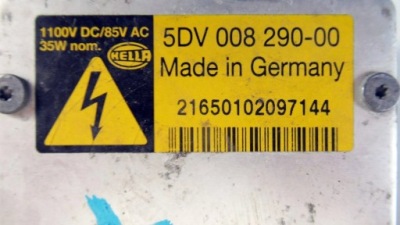 1100V DC/85V AC
35W nom.
HELLA
5DV 008 290-00
Made in Germany
21650102097144